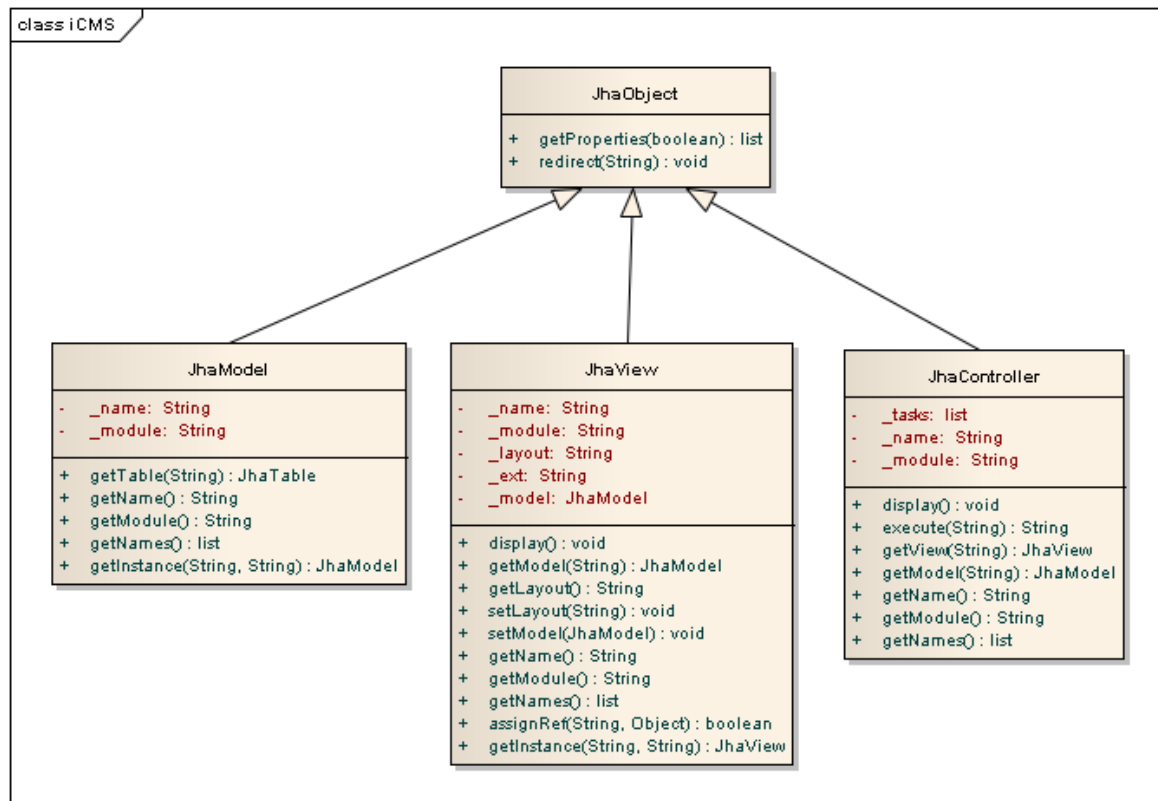 class iCMS
JhaObject
+ getProperties(boolean) : list
+ redirect(String) : void
JhaModel
- _name: String
- _module: String
+ getTable(String) : JhaTable
+ getName() : String
+ getModule() : String
+ getNames() : list
+ getInstance(String, String) : JhaModel
JhaView
- _name: String
- _module: String
- _layout: String
- _ext: String
- _model: JhaModel
+ display() : void
+ getModel(String) : JhaModel
+ getLayout() : String
+ setLayout(String) : void
+ setModel(JhaModel) : void
+ getName() : String
+ getModule() : String
+ getNames() : list
+ assignRef(String, Object) : boolean
+ getInstance(String, String) : JhaView
JhaController
- _tasks: list
- _name: String
- _module: String
+ display() : void
+ execute(String) : String
+ getView(String) : JhaView
+ getModel(String) : JhaModel
+ getName() : String
+ getModule() : String
+ getNames() : list